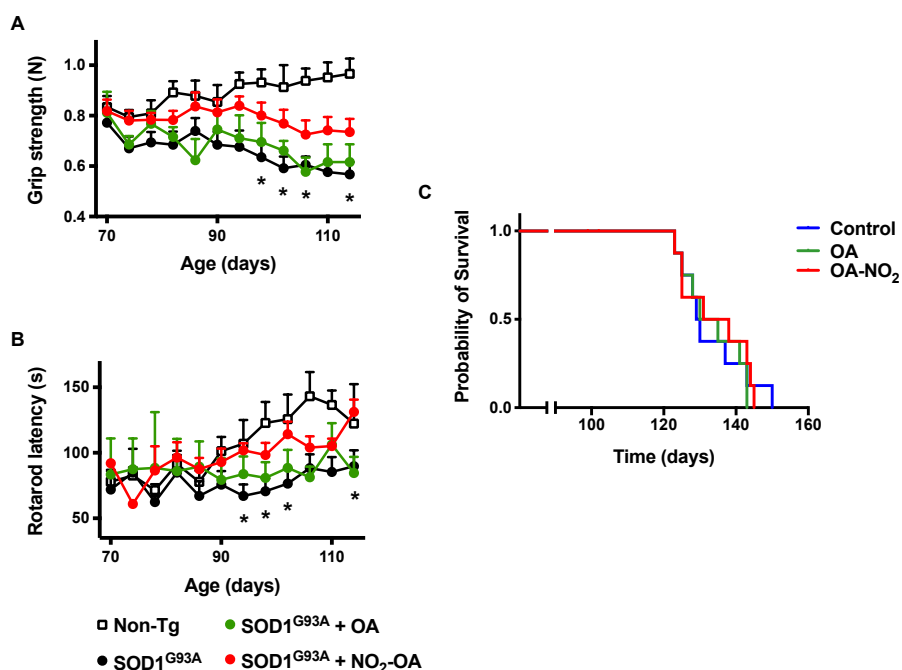 A
Grip strength (N)
1.0
0.8
0.6
0.4
* * * *
70 90 110
Age (days)
B
Rotarod latency (s)
150
100
50
* * * *
70 90 110
Age (days)
Non-Tg
SOD1G93A + OA
SOD1G93A
SOD1G93A + NO2-OA
C
Control
OA
OA-NO2
Probability of Survival
1.0
0.5
0.0
100 120 140 160
Time (days)